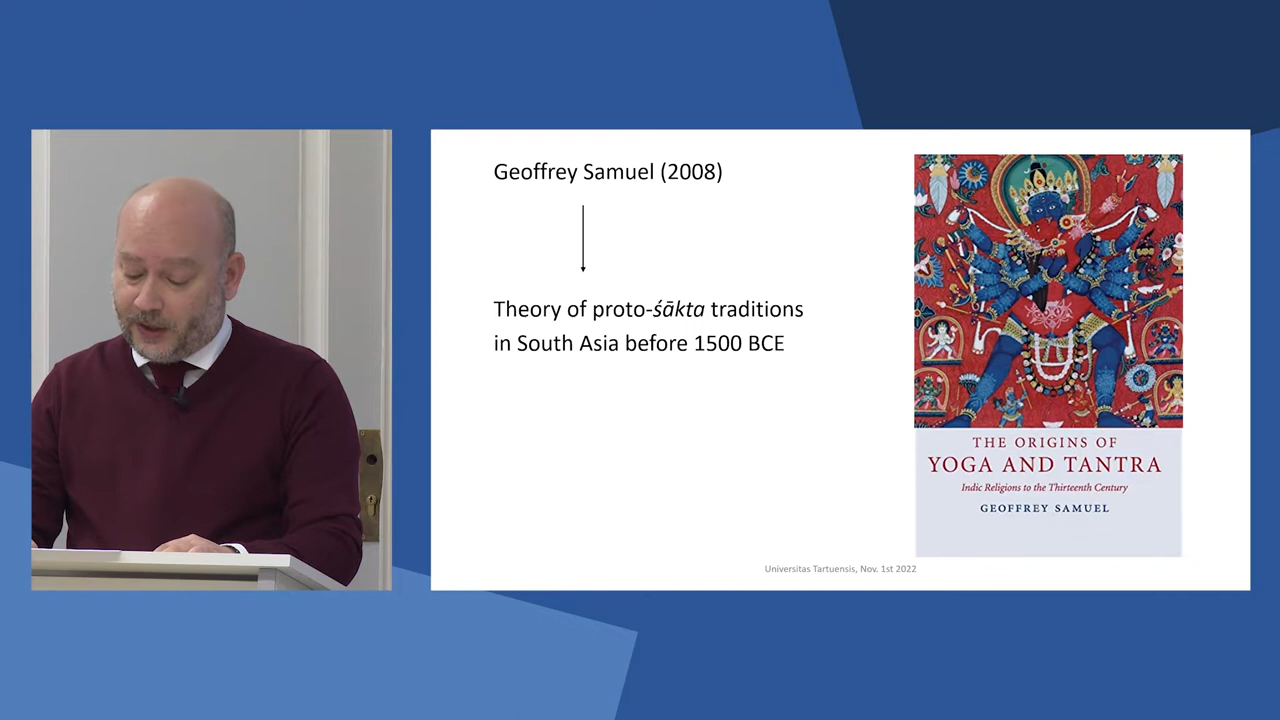 Geoffrey Samuel (2008)
Theory of proto-śākta traditions
in South Asia before 1500 BCE
THE ORIGINS OF
YOGA AND TANTRA
Indic Religions to the Thirteenth Century
GEOFFREY SAMUEL
Universitas Tartuensis, Nov. 1st 2022